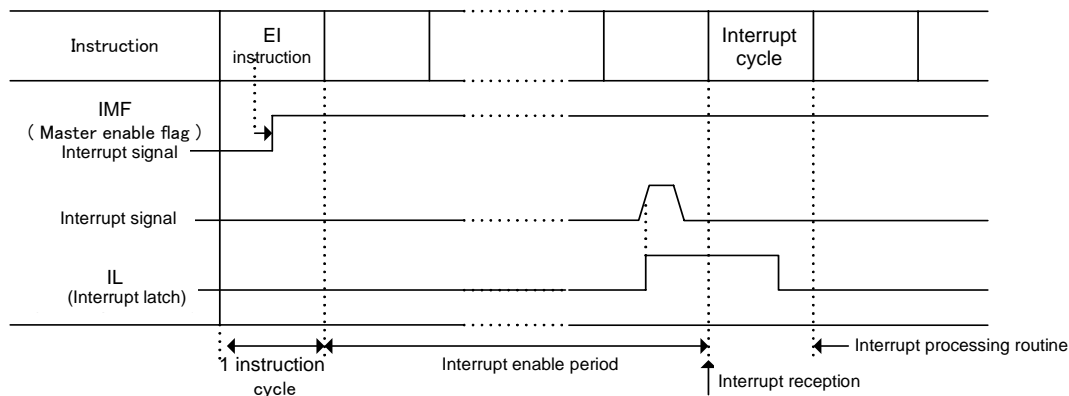 Instruction
EI
instruction
Interrupt
cycle
IMF
( Master enable flag )
Interrupt signal
Interrupt signal
IL
(Interrupt latch)
1 instruction
cycle
Interrupt enable period
Interrupt processing routine
Interrupt reception